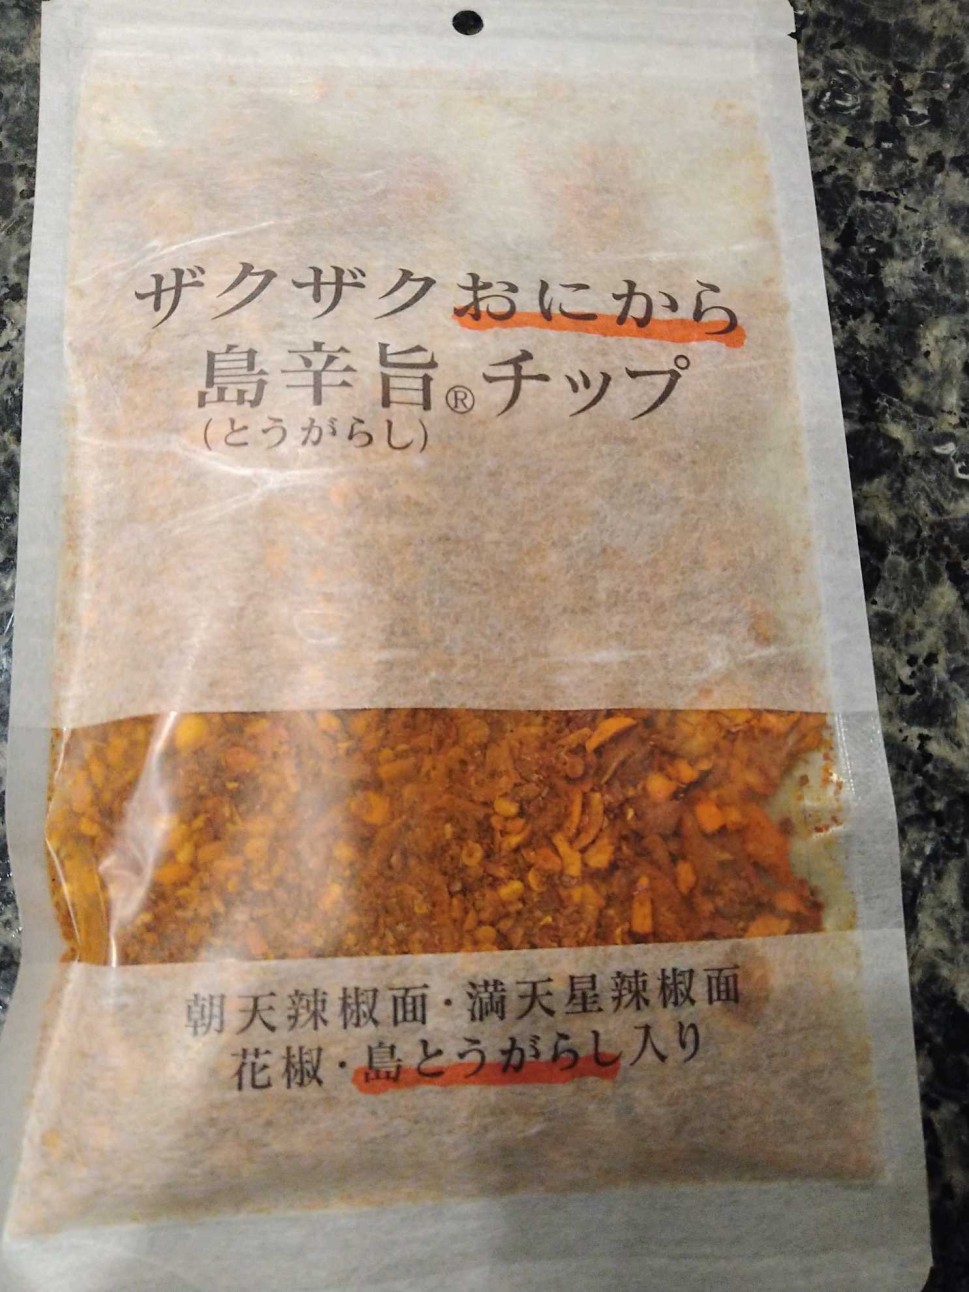 ザクザクおにから
島辛旨®チップ
(とうがらし)
朝天辣椒面・満天星辣椒面
花椒・島とうがらし入り